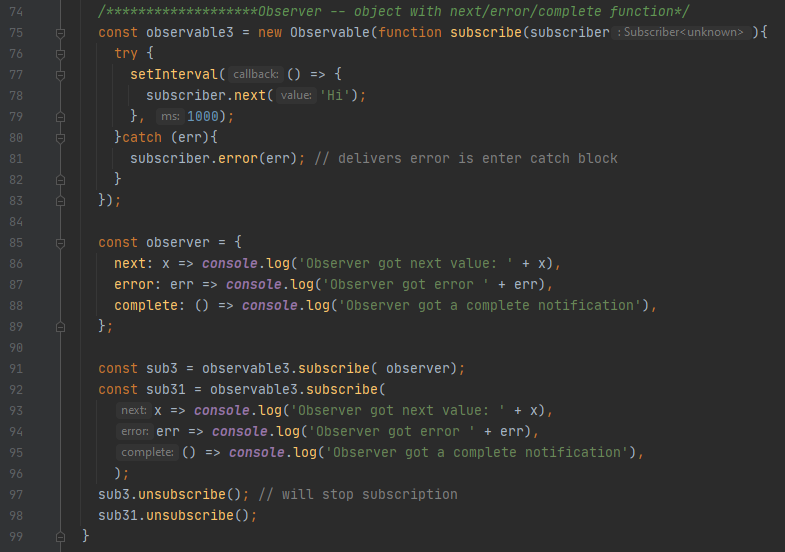 74 /*******************Observer -- object with next/error/complete function*/
75 const observable3 = new Observable(function subscribe(subscriber : Subscriber<unknown> ){
76 try {
77 setInterval( callback: () => {
78 subscriber.next( value: 'Hi');
79 }, ms: 1000);
80 }catch (err){
81 subscriber.error(err); // delivers error is enter catch block
82 }
83 });
84
85 const observer = {
86 next: x => console.log('Observer got next value: ' + x),
87 error: err => console.log('Observer got error ' + err),
88 complete: () => console.log('Observer got a complete notification'),
89 };
90
91 const sub3 = observable3.subscribe( observer);
92 const sub31 = observable3.subscribe(
93 next: x => console.log('Observer got next value: ' + x),
94 error: err => console.log('Observer got error ' + err),
95 complete: () => console.log('Observer got a complete notification'),
96 );
97 sub3.unsubscribe(); // will stop subscription
98 sub31.unsubscribe();
99 }